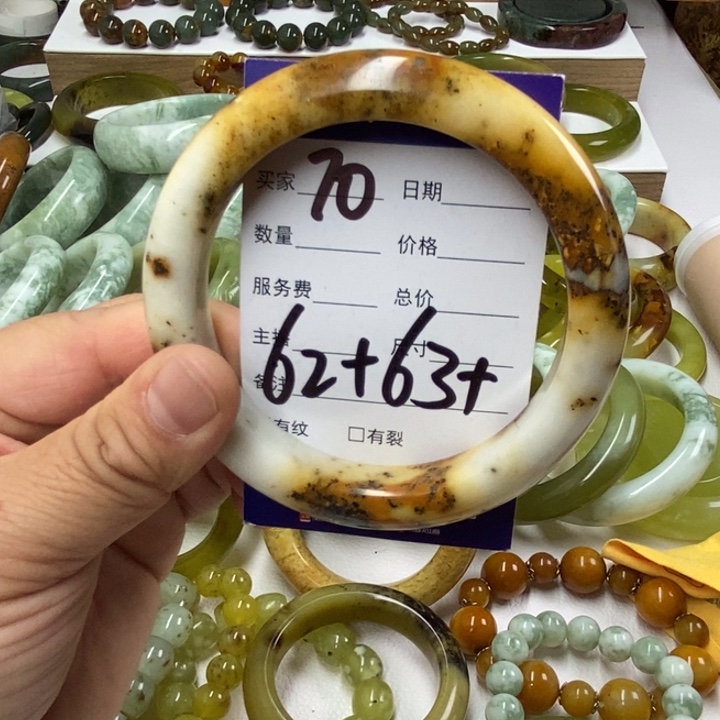 买家 70 日期
数量 价格
服务费 总价
主播 尺寸
62+63+
备注
有纹 □有裂